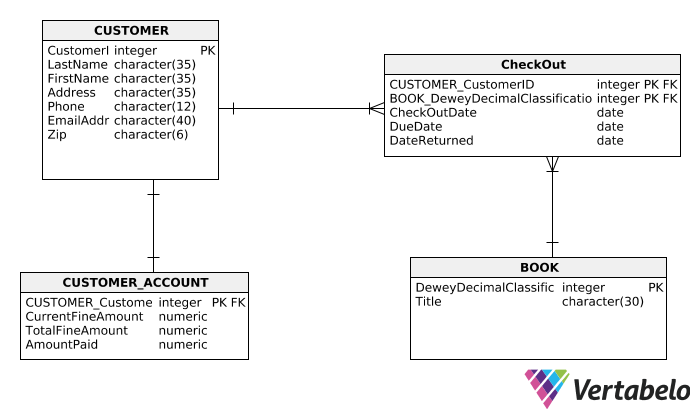 CUSTOMER
CustomerI integer PK
LastName character(35)
FirstName character(35)
Address character(35)
Phone character(12)
EmailAddr character(40)
Zip character(6)
CheckOut
CUSTOMER_CustomerID integer PK FK
BOOK_DeweyDecimalClassificatio integer PK FK
CheckOutDate date
DueDate date
DateReturned date
CUSTOMER_ACCOUNT
CUSTOMER_Custome integer PK FK
CurrentFineAmount numeric
TotalFineAmount numeric
AmountPaid numeric
BOOK
DeweyDecimalClassific integer PK
Title character(30)
Vertabelo